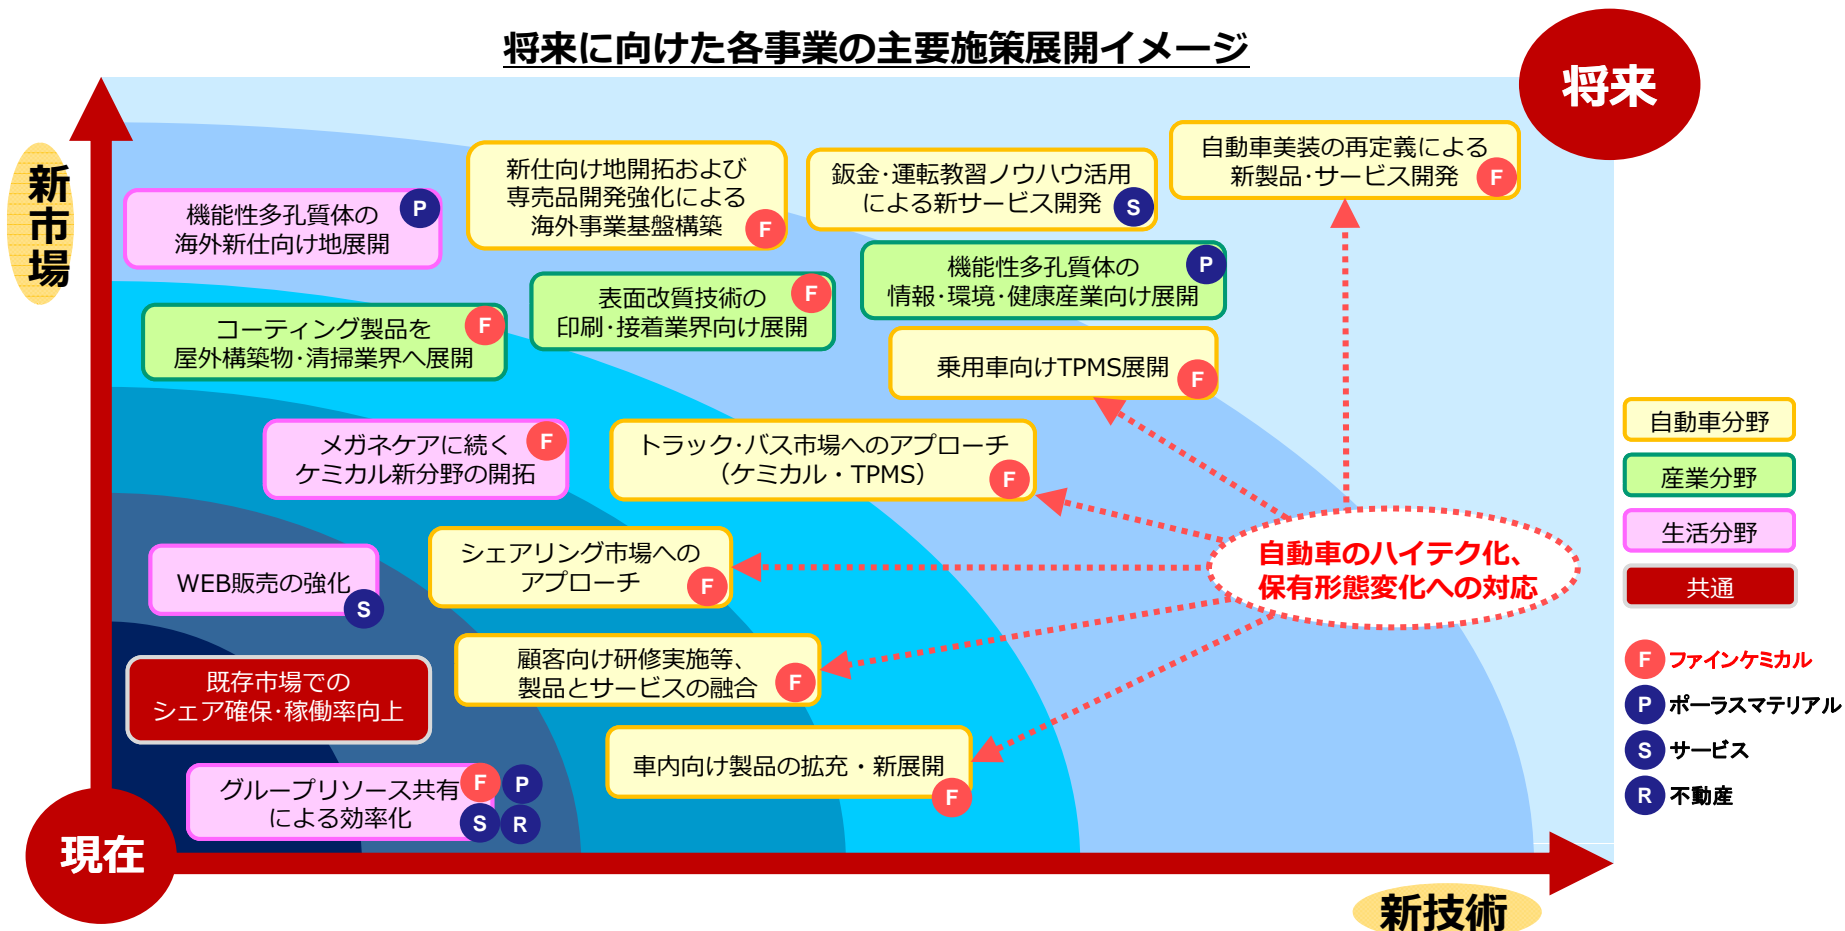 将来に向けた各事業の主要施策展開イメージ
将来
新市場
自動車美装の再定義による
新製品・サービス開発
F
新仕向け地開拓および
専売品開発強化による
海外事業基盤構築
F
鈑金・運転教習ノウハウ活用
による新サービス開発
S
機能性多孔質体の
海外新仕向け地展開
P
機能性多孔質体の
情報・環境・健康産業向け展開
P
表面改質技術の
印刷・接着業界向け展開
F
コーティング製品を
屋外構築物・清掃業界へ展開
F
乗用車向けTPMS展開
F
メガネケアに続く
ケミカル新分野の開拓
F
トラック・バス市場へのアプローチ
（ケミカル・TPMS）
F
シェアリング市場への
アプローチ
F
自動車のハイテク化、
保有形態変化への対応
WEB販売の強化
S
顧客向け研修実施等、
製品とサービスの融合
F
既存市場での
シェア確保・稼働率向上
車内向け製品の拡充・新展開
F
グループリソース共有
による効率化
F
P
S
R
現在
新技術
自動車分野
産業分野
生活分野
共通
F ファインケミカル
P ポーラスマテリアル
S サービス
R 不動産